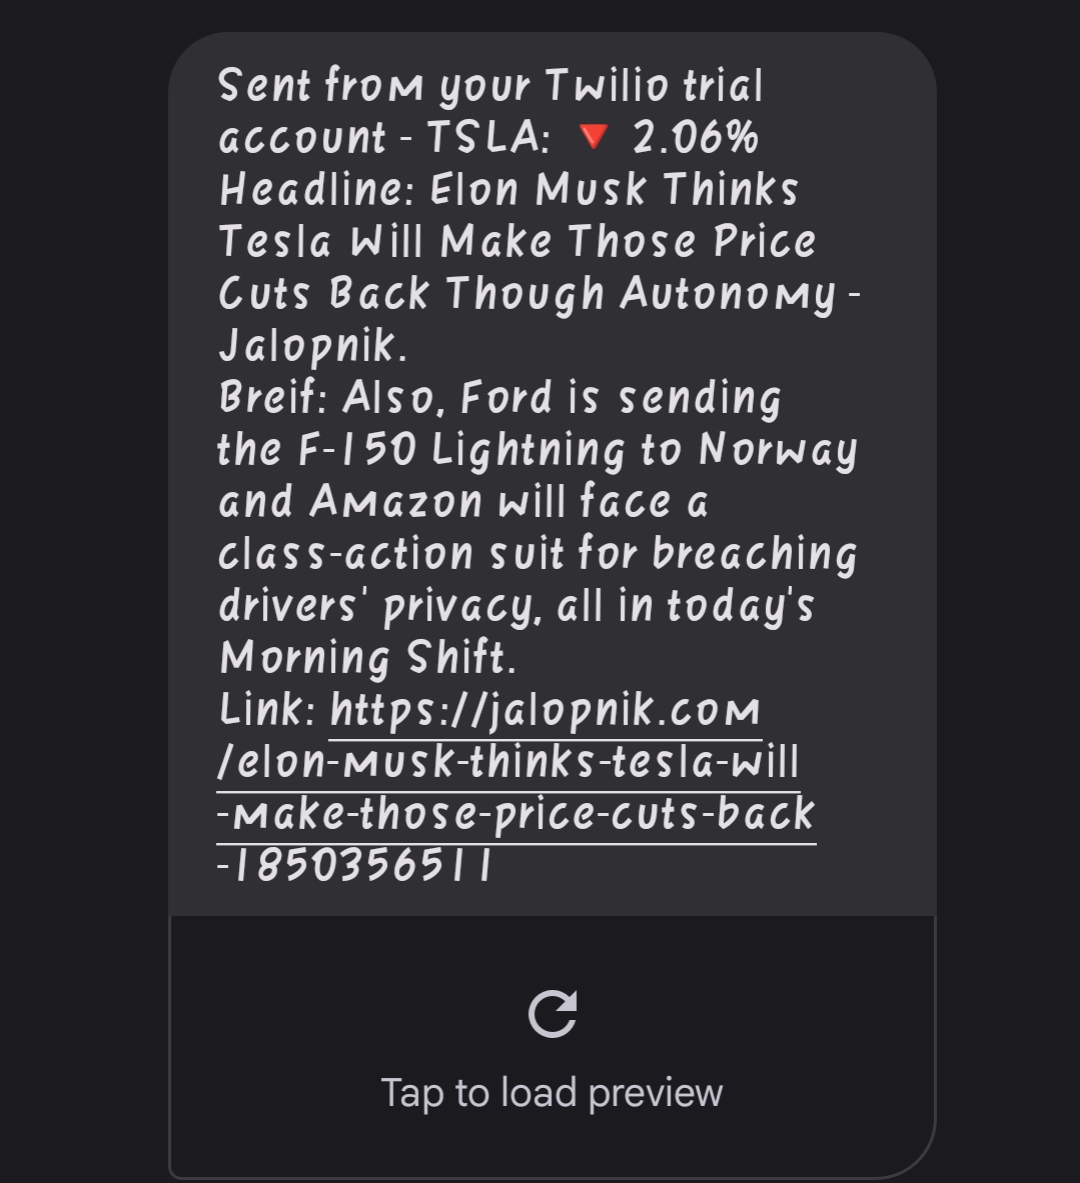 Sent from your Twilio trial
account - TSLA: 🔻 2.06%
Headline: Elon Musk Thinks
Tesla Will Make Those Price
Cuts Back Though Autonomy -
Jalopnik.
Breif: Also, Ford is sending
the F-150 Lightning to Norway
and Amazon will face a
class-action suit for breaching
drivers' privacy, all in today's
Morning Shift.
Link: https://jalopnik.com
/elon-musk-thinks-tesla-will
-make-those-price-cuts-back
-1850356511
Tap to load preview